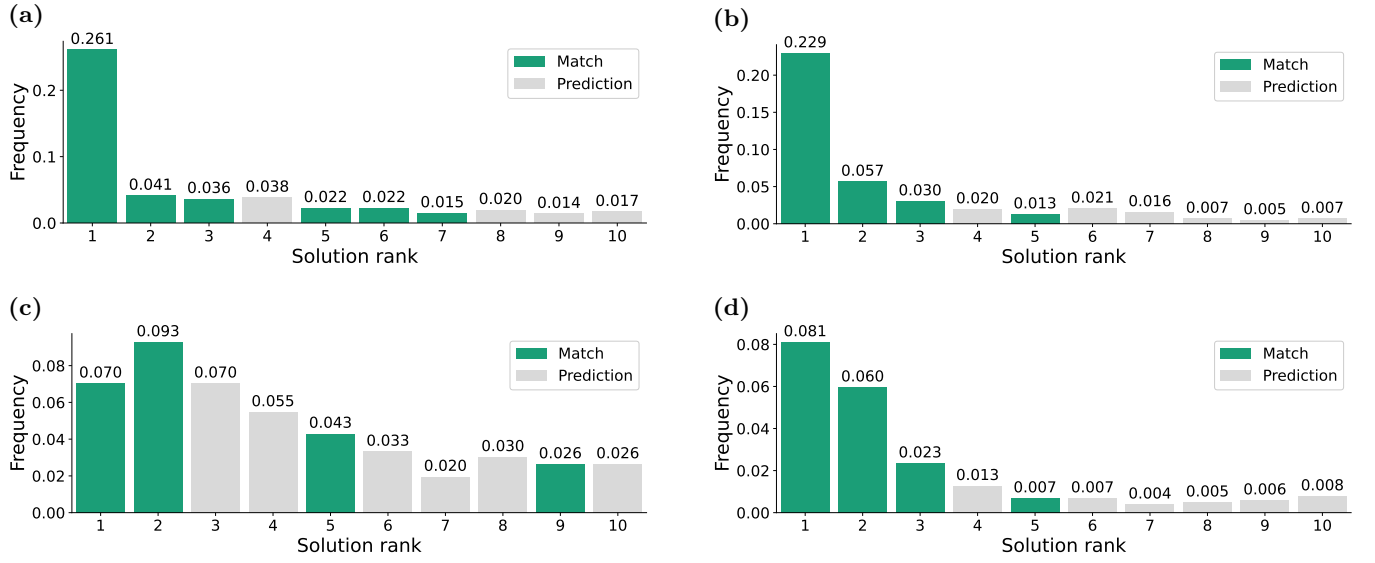 (a)
0.261
0.041
0.036
0.038
0.022
0.022
0.015
0.020
0.014
0.017
Match
Prediction
Frequency
0.2
0.1
0.0
1 2 3 4 5 6 7 8 9 10
Solution rank
(b)
0.229
0.057
0.030
0.020
0.013
0.021
0.016
0.007
0.005
0.007
Match
Prediction
Frequency
0.20
0.15
0.10
0.05
0.00
1 2 3 4 5 6 7 8 9 10
Solution rank
(c)
0.070
0.093
0.070
0.055
0.043
0.033
0.020
0.030
0.026
0.026
Match
Prediction
Frequency
0.08
0.06
0.04
0.02
0.00
1 2 3 4 5 6 7 8 9 10
Solution rank
(d)
0.081
0.060
0.023
0.013
0.007
0.007
0.004
0.005
0.006
0.008
Match
Prediction
Frequency
0.08
0.06
0.04
0.02
0.00
1 2 3 4 5 6 7 8 9 10
Solution rank